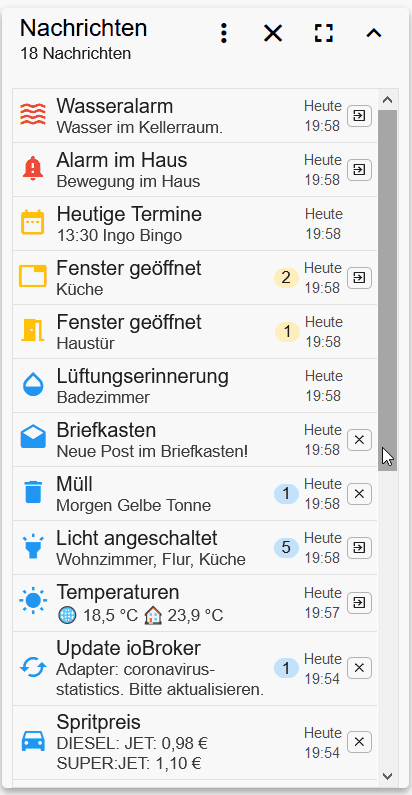 Nachrichten
18 Nachrichten
Wasseralarm
Wasser im Kellerraum.
Heute
19:58
Alarm im Haus
Bewegung im Haus
Heute
19:58
Heutige Termine
13:30 Ingo Bingo
Heute
19:58
Fenster geöffnet
Küche
2
Heute
19:58
Fenster geöffnet
Haustür
1
Heute
19:58
Lüftungserinnerung
Badezimmer
Heute
19:58
Briefkasten
Neue Post im Briefkasten!
Heute
19:58
Müll
Morgen Gelbe Tonne
1
Heute
19:58
Licht angeschaltet
Wohnzimmer, Flur, Küche
5
Heute
19:58
Temperaturen
18,5 °C 23,9 °C
Heute
19:57
Update ioBroker
Adapter: coronavirus-
statistics. Bitte aktualisieren.
1
Heute
19:54
Spritpreis
DIESEL: JET: 0,98 €
SUPER:JET: 1,10 €
Heute
19:54